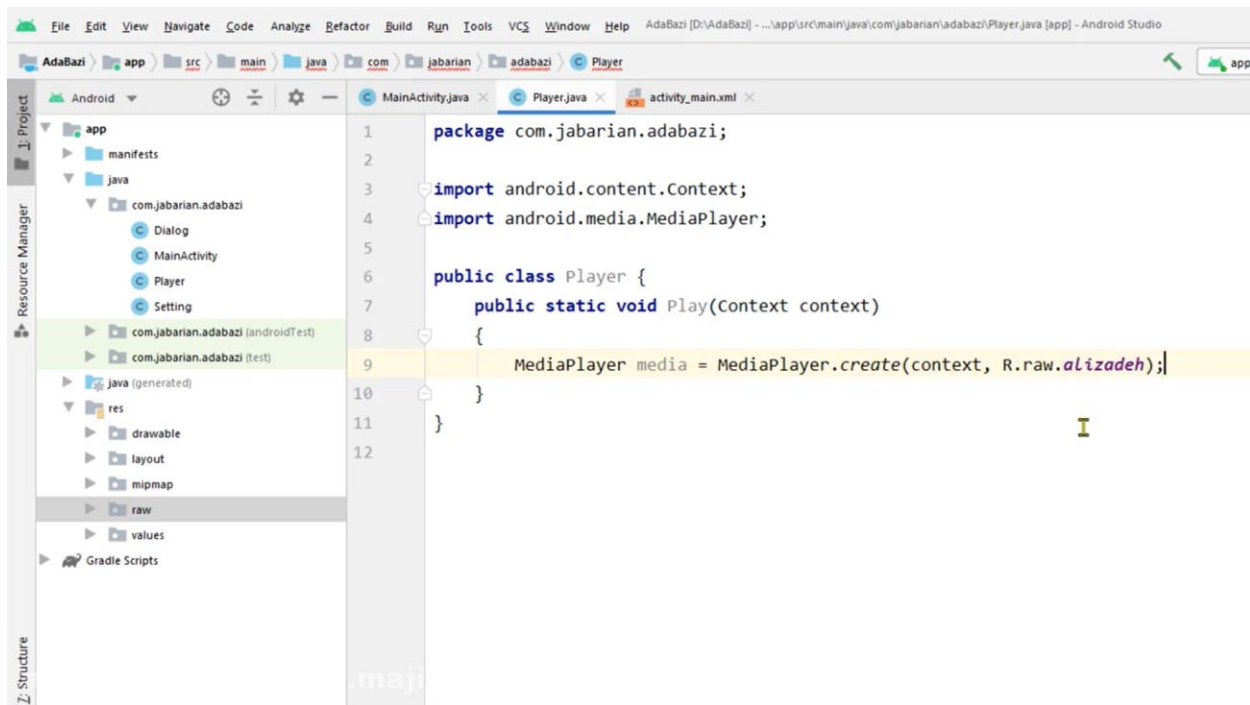 File Edit View Navigate Code Analyze Refactor Build Run Tools VCS Window Help AdaBazi [D:\AdaBazi] - ...\app\src\main\java\com\jabarian\adabazi\Player.java [app] - Android Studio
AdaBazi app src main java com jabarian adabazi Player app
1: Project
Resource Manager
7: Structure
Android
app
manifests
java
com.jabarian.adabazi
Dialog
MainActivity
Player
Setting
com.jabarian.adabazi (androidTest)
com.jabarian.adabazi (test)
java (generated)
res
drawable
layout
mipmap
raw
values
Gradle Scripts
MainActivity.java Player.java activity_main.xml
1 package com.jabarian.adabazi;
2
3 import android.content.Context;
4 import android.media.MediaPlayer;
5
6 public class Player {
7 public static void Play(Context context)
8 {
9 MediaPlayer media = MediaPlayer.create(context, R.raw.alizadeh);
10 }
11 }
12
.maji